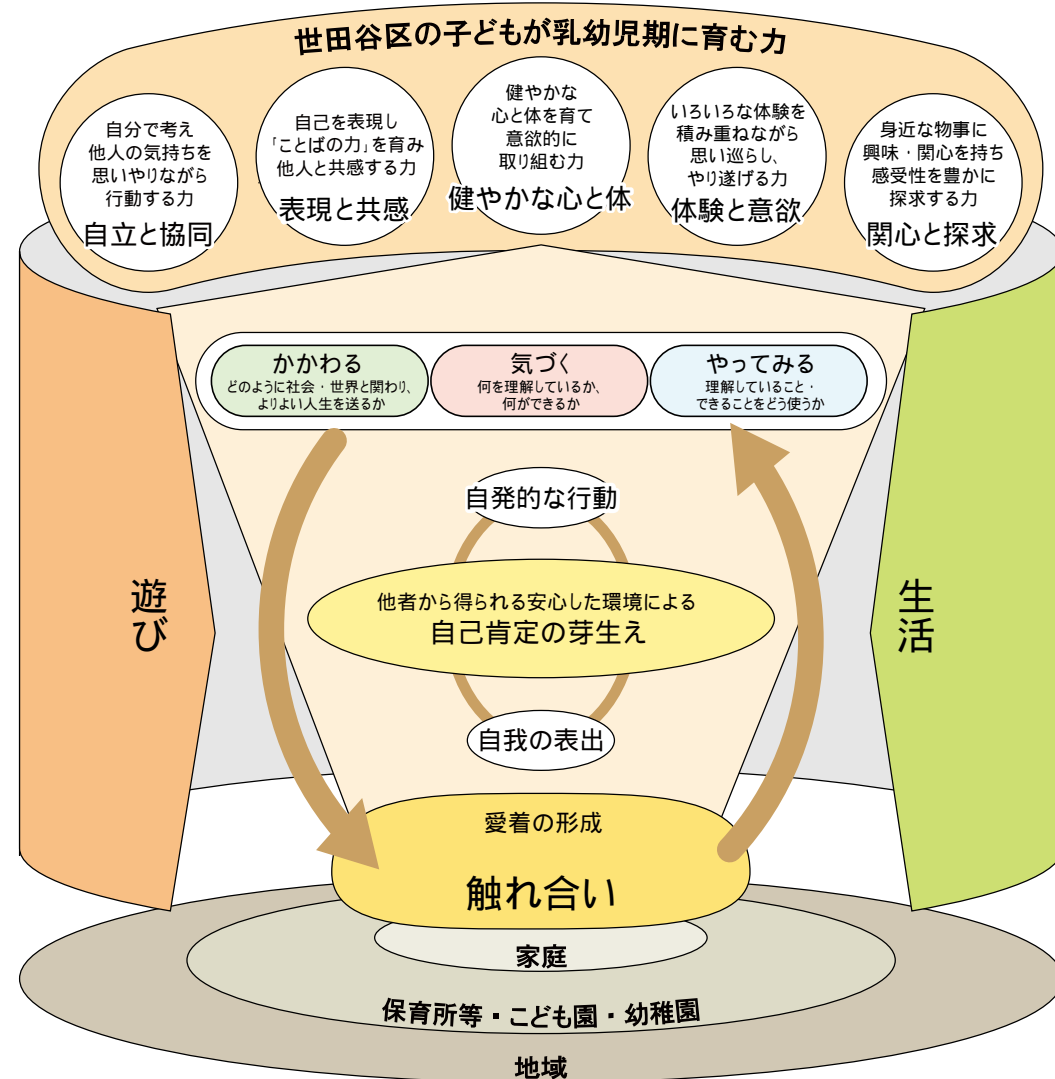 世田谷区の子どもが乳幼児期に育む力
自分で考え
他人の気持ちを
思いやりながら
行動する力
自立と協同
自己を表現し
「ことばの力」を育み
他人と共感する力
表現と共感
健やかな
心と体を育て
意欲的に
取り組む力
健やかな心と体
いろいろな体験を
積み重ねながら
思い巡らし、
やり遂げる力
体験と意欲
身近な物事に
興味・関心を持ち
感受性を豊かに
探求する力
関心と探求
かかわる
どのように社会・世界と関わり、
よりよい人生を送るか
気づく
何を理解しているか、
何ができるか
やってみる
理解していること・
できることをどう使うか
自発的な行動
遊び
他者から得られる安心した環境による
自己肯定の芽生え
生活
自我の表出
愛着の形成
触れ合い
家庭
保育所等・こども園・幼稚園
地域